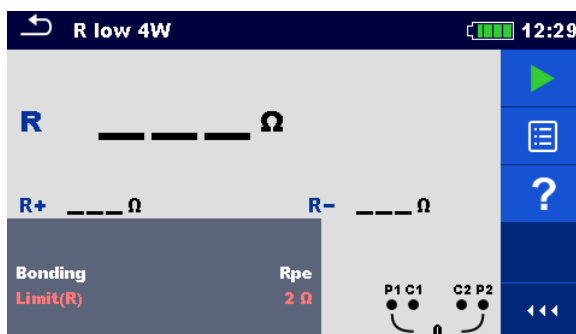 R low 4W 12:29
R ___ Ω
R+ ___ Ω R- ___ Ω
?
Bonding Rpe
Limit(R) 2 Ω
P1 C1 C2 P2
Ω